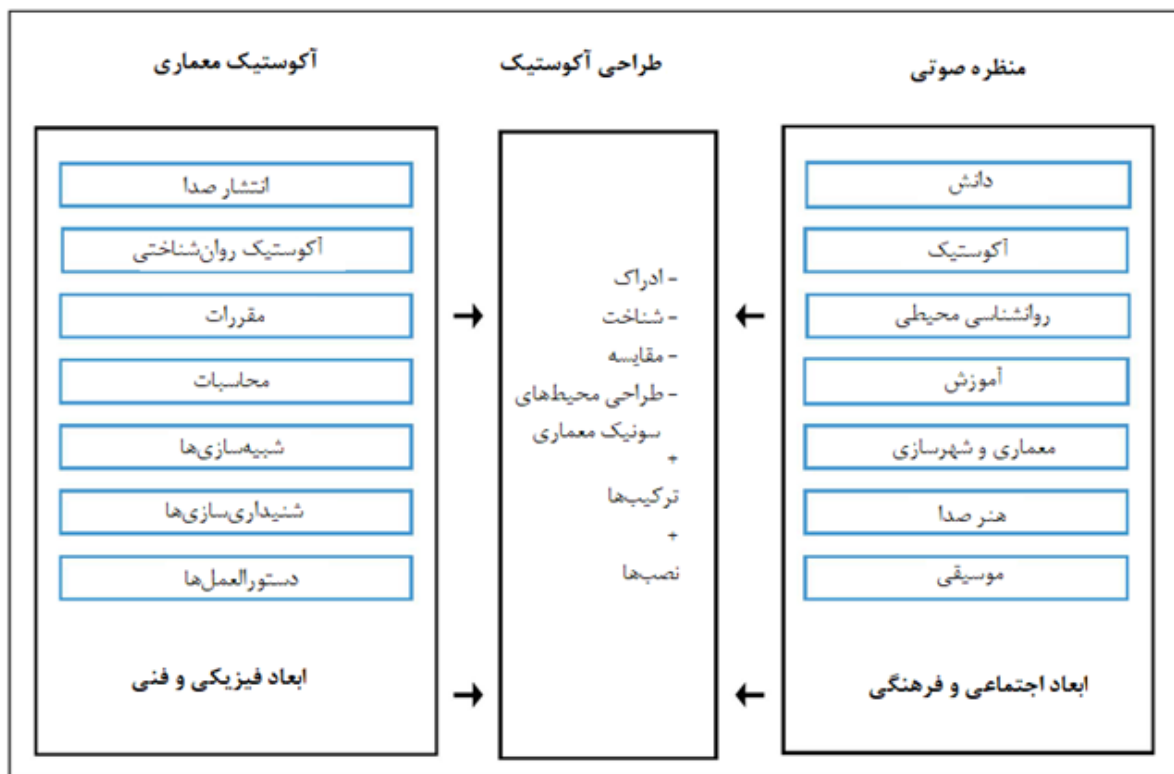 منظره صوتی
دانش
آکوستیک
روانشناسی محیطی
آموزش
معماری و شهرسازی
هنر صدا
موسیقی
ابعاد اجتماعی و فرهنگی
طراحی آکوستیک
- ادراک
- شناخت
- مقایسه
- طراحی محیط‌های
سونیک معماری
+
ترکیب‌ها
+
نصب‌ها
آکوستیک معماری
انتشار صدا
آکوستیک روان‌شناختی
مقررات
محاسبات
شبیه‌سازی‌ها
شنیداری‌سازی‌ها
دستورالعمل‌ها
ابعاد فیزیکی و فنی